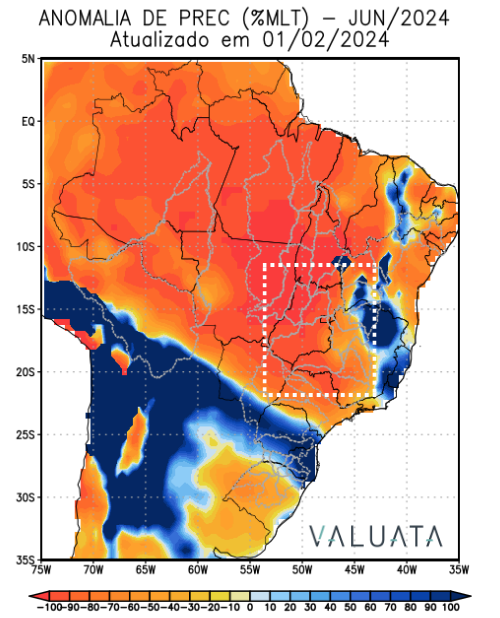 ANOMALIA DE PREC (%MLT) – JUN/2024
Atualizado em 01/02/2024
5N
EQ
5S
10S
15S
20S
25S
30S
35S
VALUATA
75W 70W 65W 60W 55W 50W 45W 40W 35W
-100 -90 -80 -70 -60 -50 -40 -30 -20 -10 0 10 20 30 40 50 60 70 80 90 100